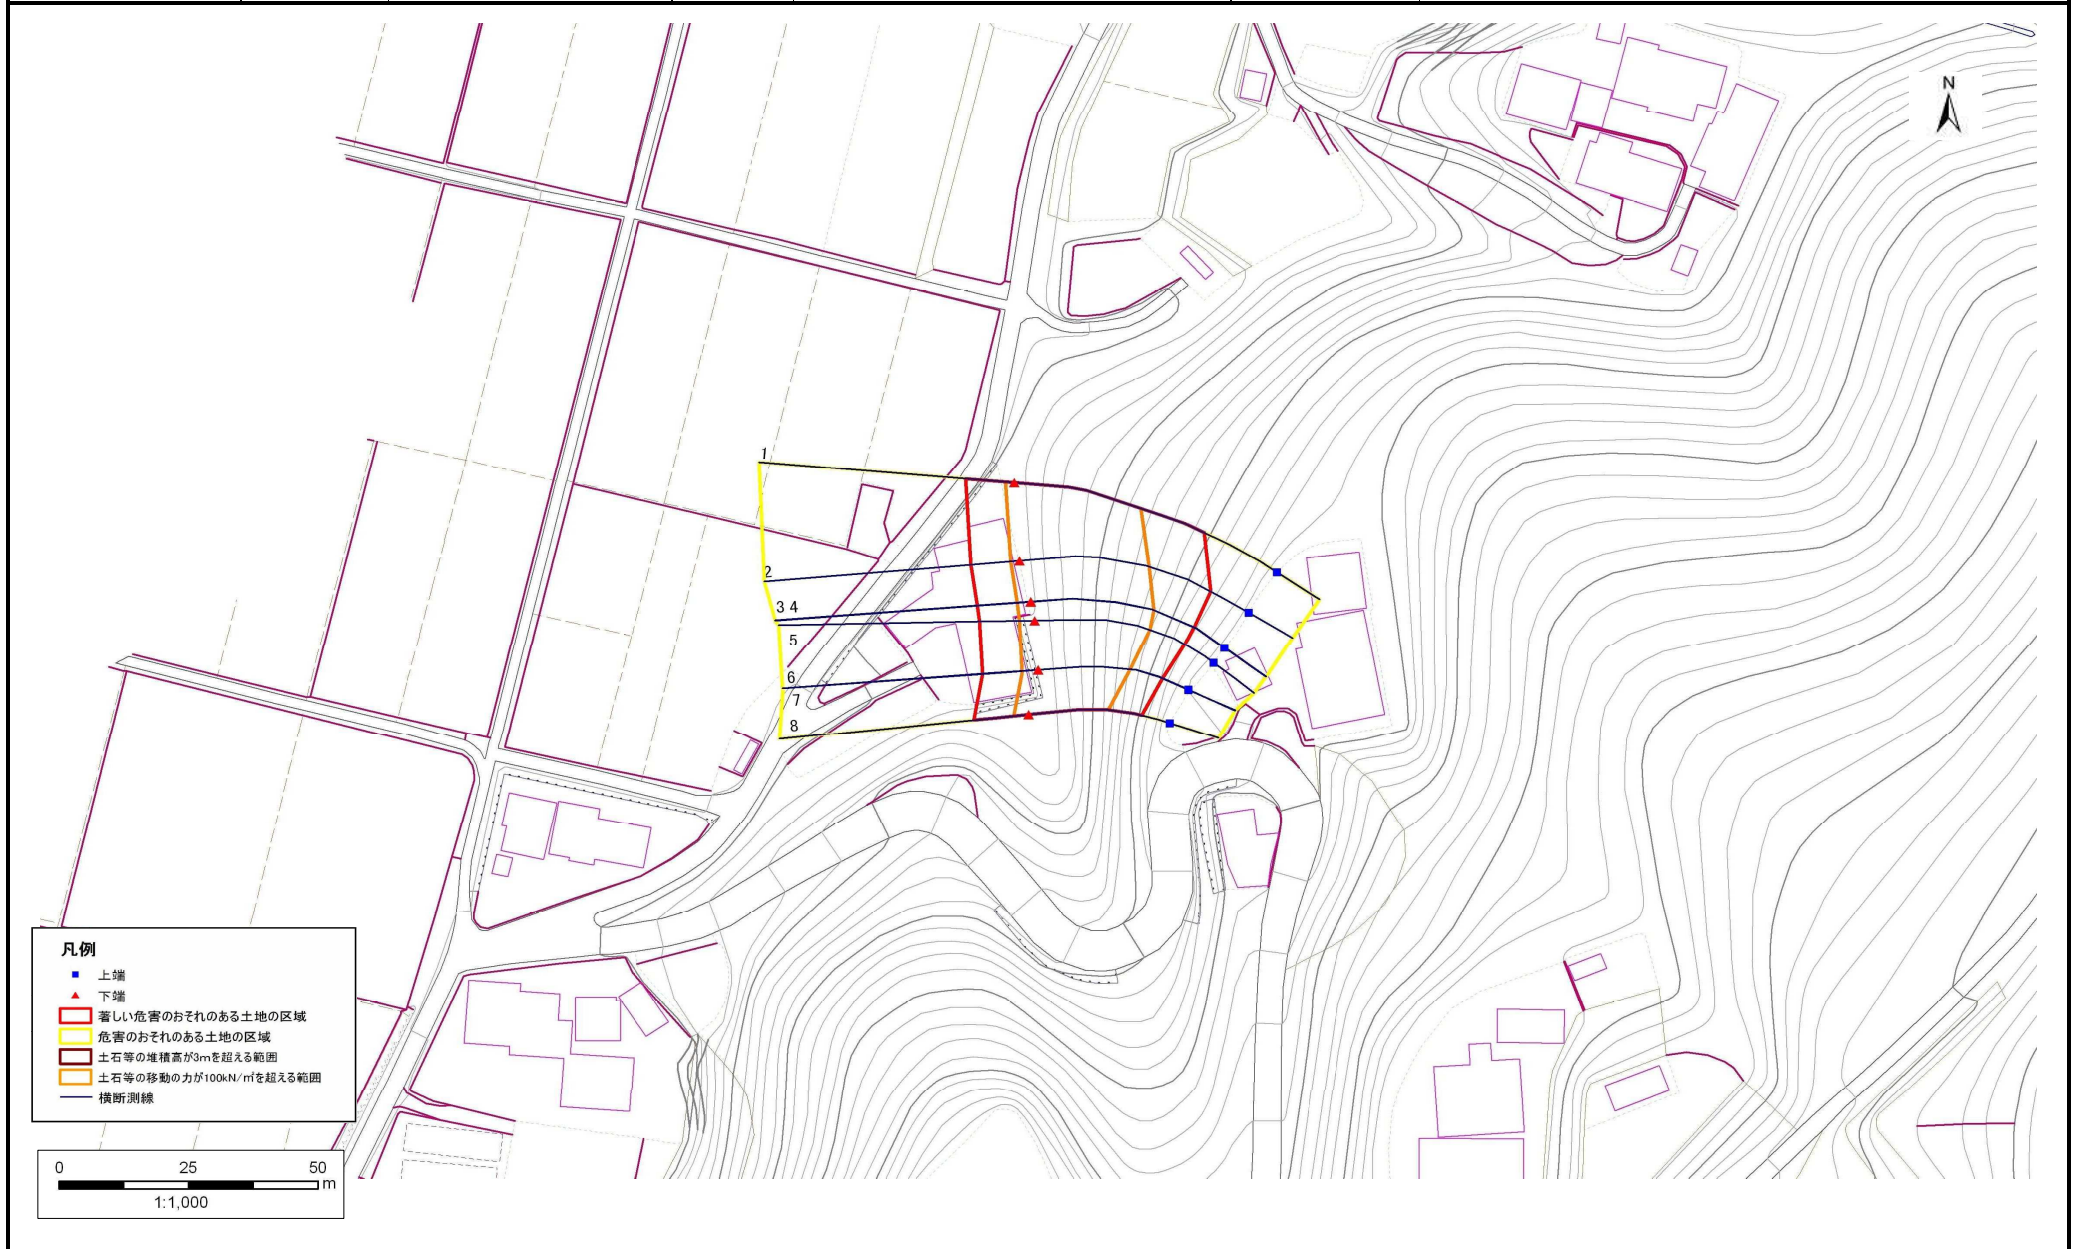 N
1
2
3 4
5
6
7
8
凡例
上端
下端
著しい危害のおそれのある土地の区域
危害のおそれのある土地の区域
土石等の堆積高が3mを超える範囲
土石等の移動の力が100kN/㎡を超える範囲
横断測線
0 25 50
m
1:1,000